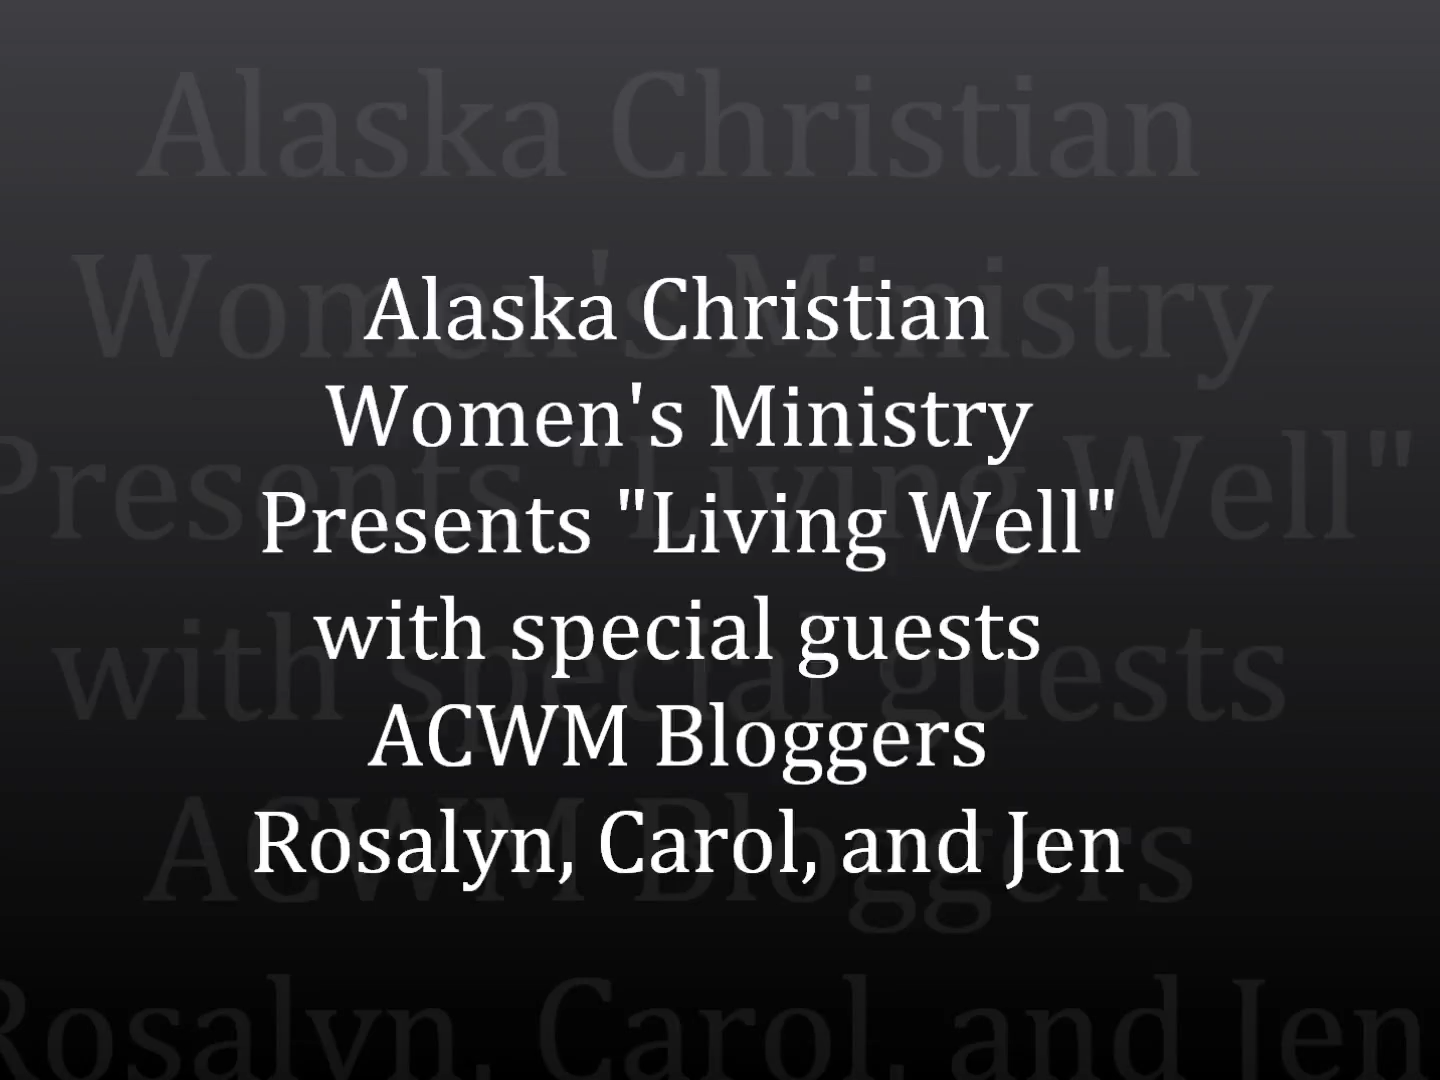 Alaska Christian
Women's Ministry
Presents "Living Well"
with special guests
ACWM Bloggers
Rosalyn, Carol, and Jen